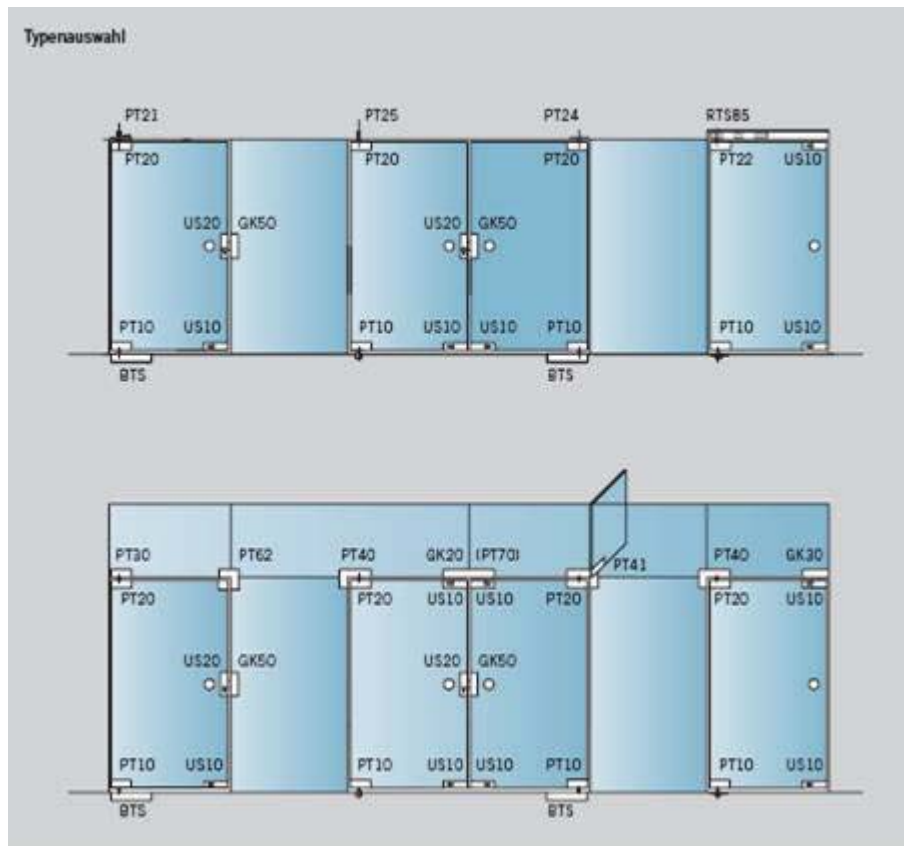 Typenauswahl
PT21 PT25 PT24 RTS85
PT20 PT20 PT20 PT22 US10
US20 GK50 US20 GK50
PT10 US10 PT10 US10 US10 PT10 PT10 US10
BTS BTS
PT30 PT62 PT40 GK20 (PT70) PT41 PT40 GK30
PT20 PT20 US10 US10 PT20 PT20 US10
US20 GK50 US20 GK50
PT10 US10 PT10 US10 US10 PT10 PT10 US10
BTS BTS